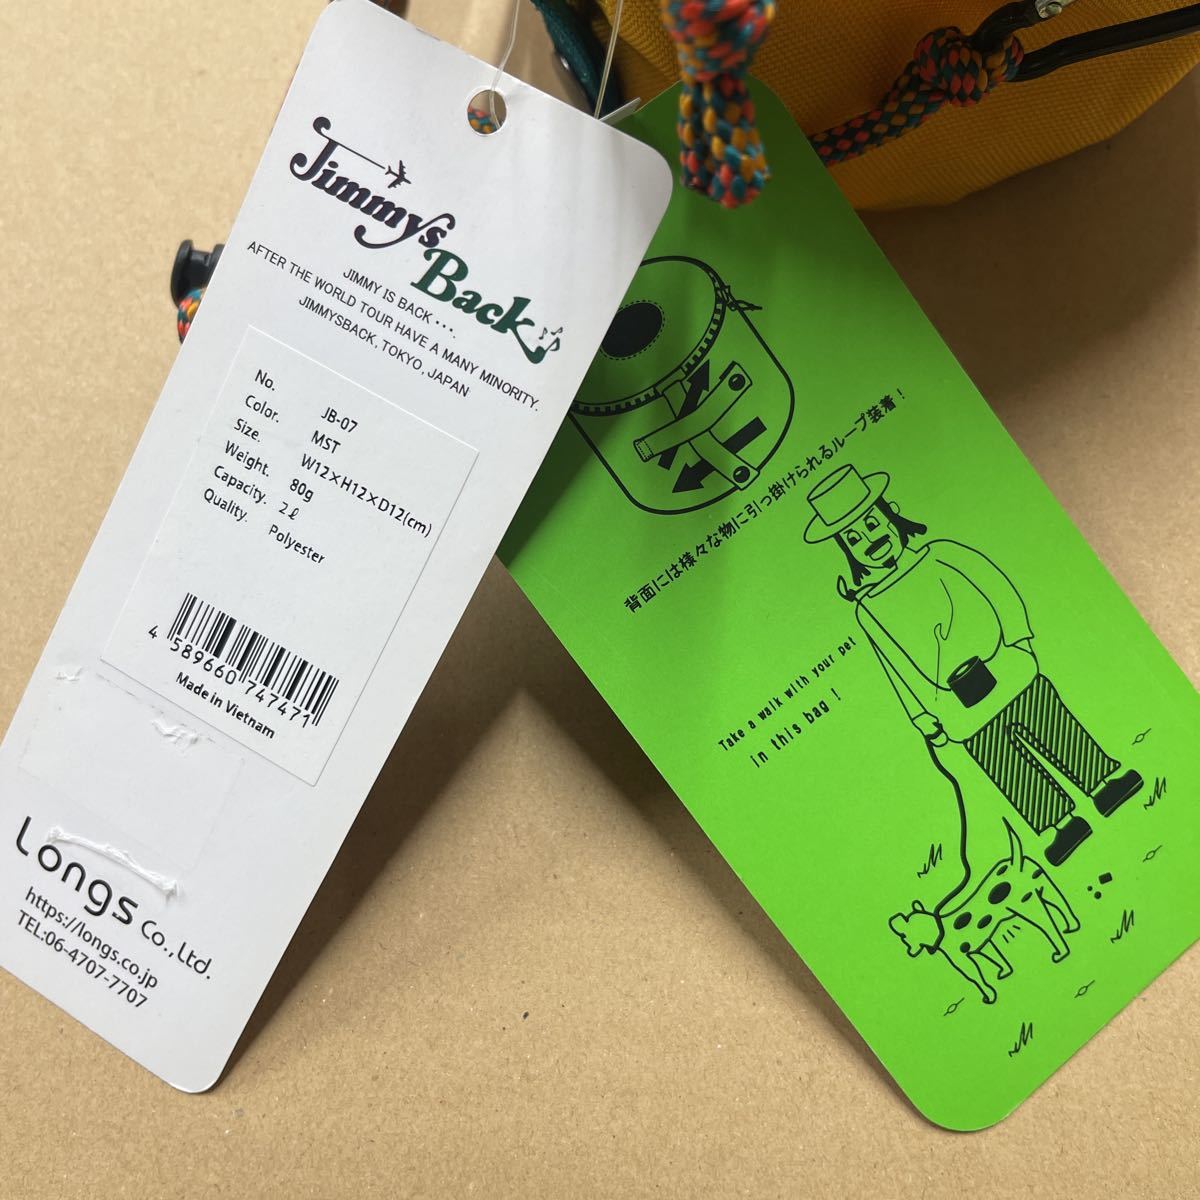 Jimmys
Back
JIMMY IS BACK・・・.
AFTER THE WORLD TOUR HAVE A MANY MINORITY.
JIMMYSBACK, TOKYO, JAPAN
No. JB-07
Color. MST
Size. W12×H12×D12(cm)
Weight. 80g
Capacity. 2ℓ
Quality. Polyester
4 589660 747471
Made in Vietnam
Longs Co.,Ltd.
https://longs.co.jp
TEL:06-4707-7707
背面には様々な物に引っ掛けられるループ装着！
Take a walk with your pet
in this bag !